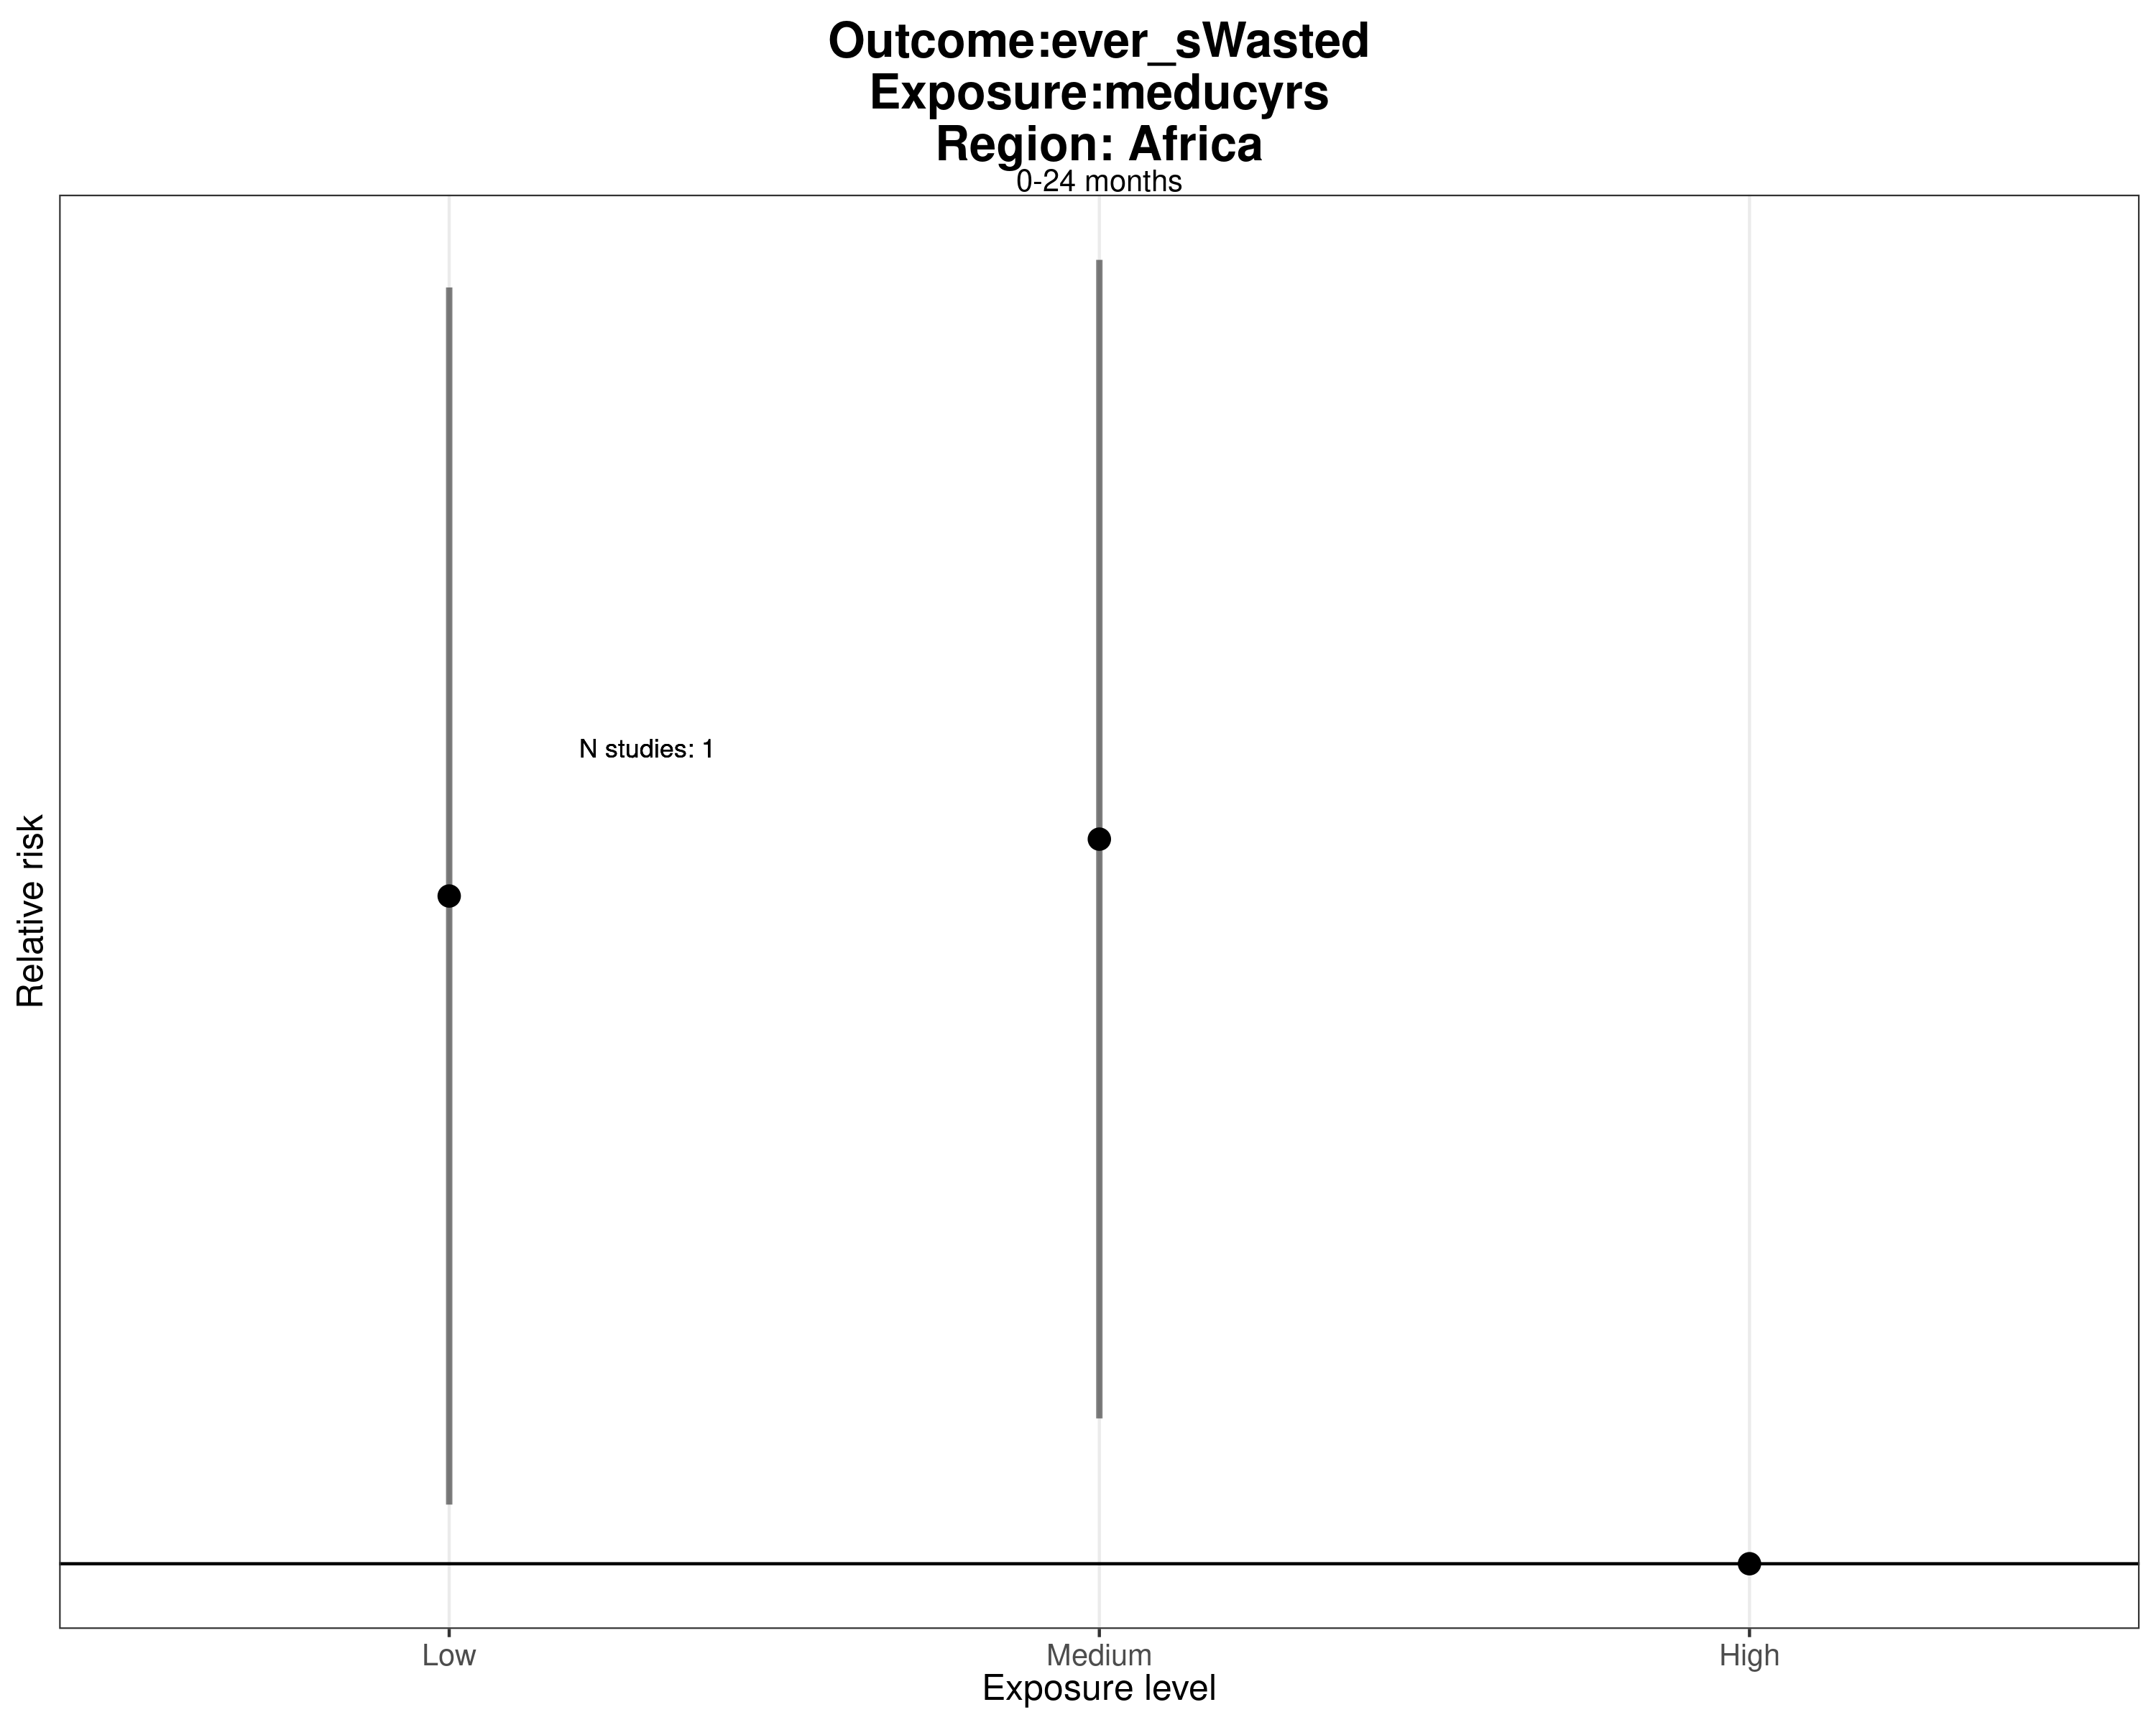 Outcome:ever_sWasted
Exposure:meducyrs
Region: Africa
0-24 months
N studies: 1
Relative risk
Low
Medium
High
Exposure level